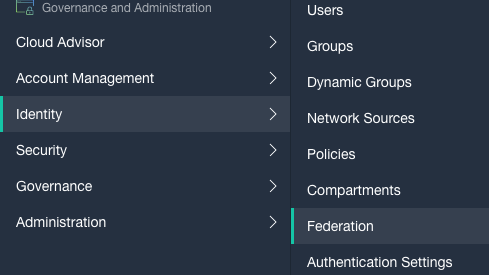 Governance and Administration
Cloud Advisor
Account Management
Identity
Security
Governance
Administration
Users
Groups
Dynamic Groups
Network Sources
Policies
Compartments
Federation
Authentication Settings